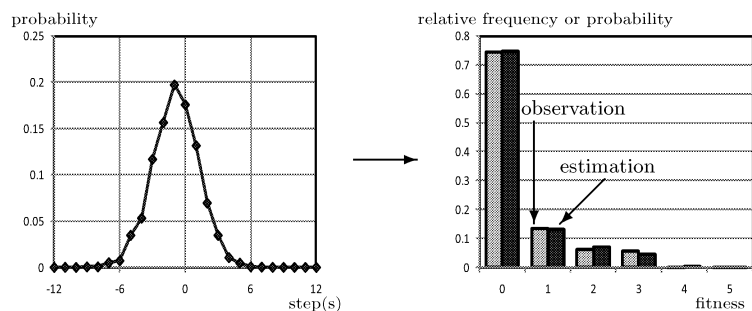 probability
0.25
0.2
0.15
0.1
0.05
0
-12 -6 0 6 12
step(s)
relative frequency or probability
0.8
0.7
0.6
0.5
0.4
0.3
0.2
0.1
0
observation
estimation
0 1 2 3 4 5
fitness